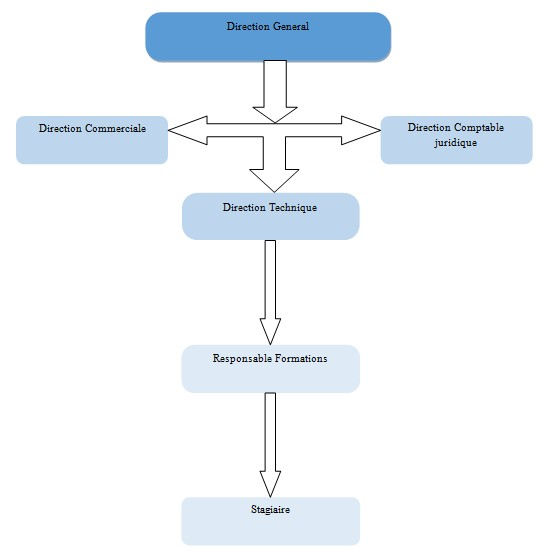 Direction General
Direction Commerciale
Direction Comptable
juridique
Direction Technique
Responsable Formations
Stagiaire